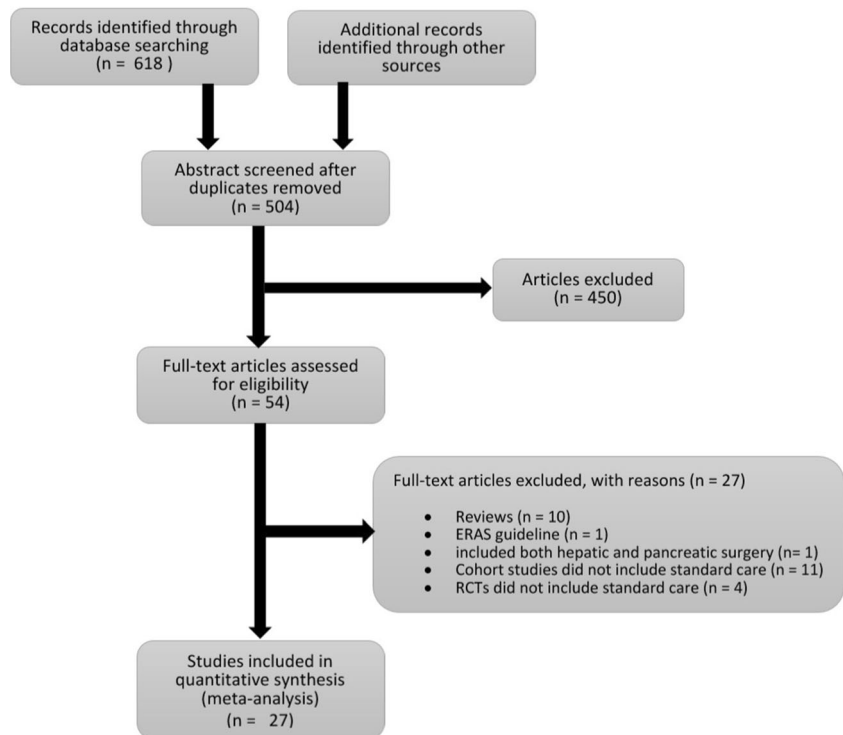 Records identified through
database searching
(n = 618 )
Additional records
identified through other
sources
Abstract screened after
duplicates removed
(n = 504)
Articles excluded
(n = 450)
Full-text articles assessed
for eligibility
(n = 54)
Full-text articles excluded, with reasons (n = 27)
• Reviews (n = 10)
• ERAS guideline (n = 1)
• included both hepatic and pancreatic surgery (n= 1)
• Cohort studies did not include standard care (n = 11)
• RCTs did not include standard care (n = 4)
Studies included in
quantitative synthesis
(meta-analysis)
(n = 27)